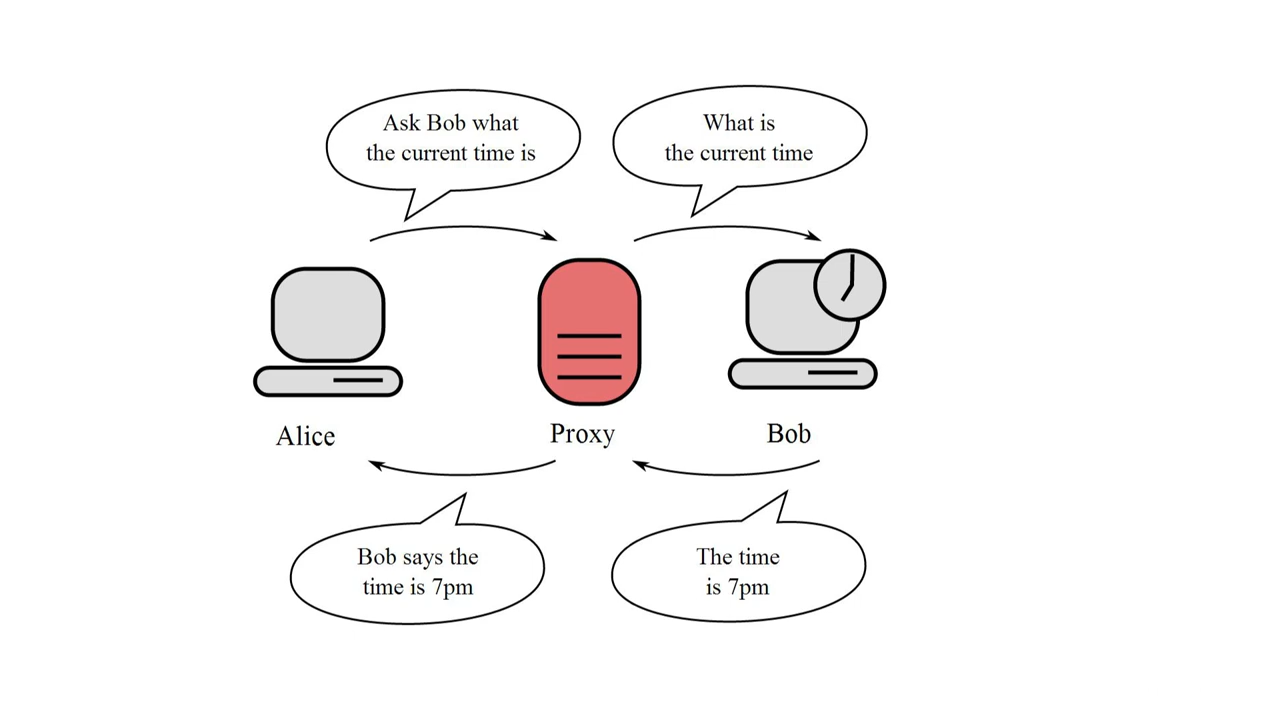 Ask Bob what
the current time is
What is
the current time
Alice
Proxy
Bob
Bob says the
time is 7pm
The time
is 7pm